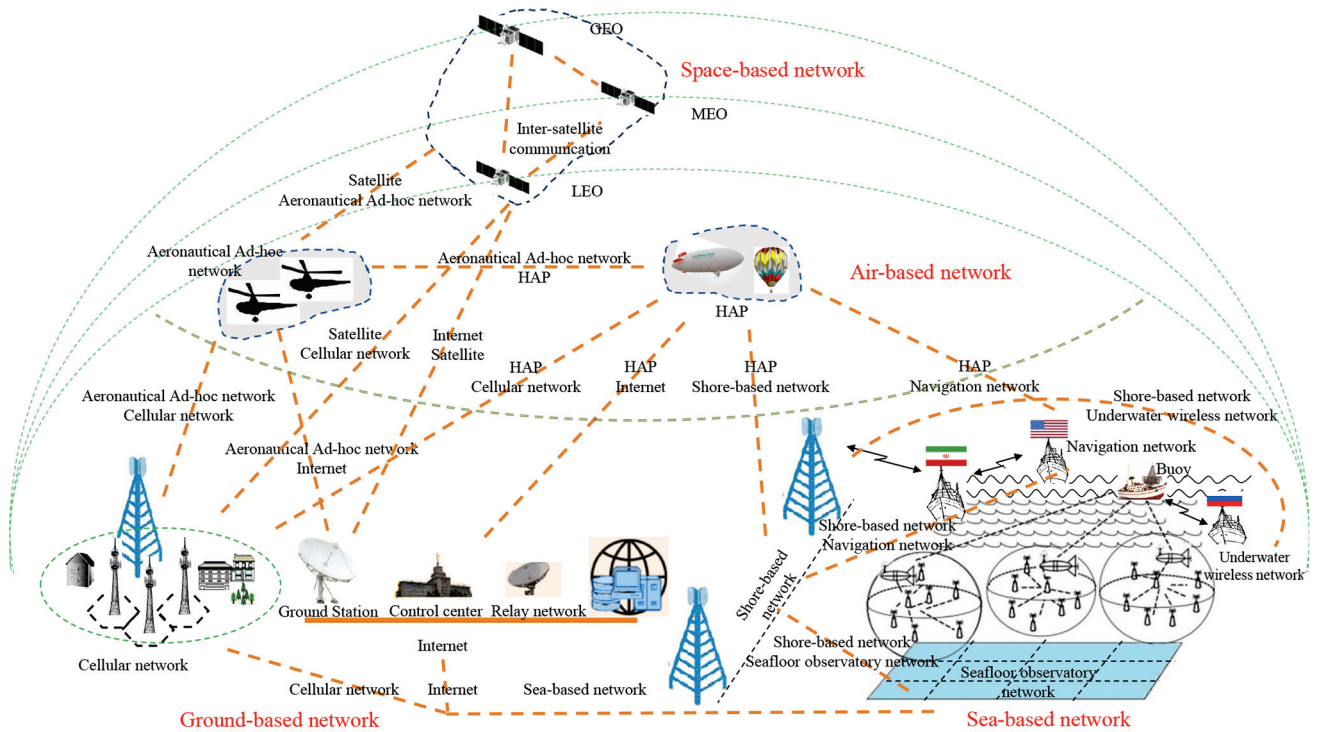 GEO
Space-based network
MEO
Inter-satellite
communication
LEO
Satellite
Aeronautical Ad-hoc network
Aeronautical Ad-hoc
network
Aeronautical Ad-hoc network
HAP
Air-based network
HAP
Satellite
Cellular network
Internet
Satellite
HAP
Cellular network
HAP
Internet
HAP
Shore-based network
HAP
Navigation network
Aeronautical Ad-hoc network
Cellular network
Shore-based network
Underwater wireless network
Aeronautical Ad-hoc network
Internet
Navigation network
Buoy
Shore-based network
Navigation network
Underwater
wireless network
Shore-based
network
Ground Station
Control center
Relay network
Internet
Cellular network
Shore-based network
Seafloor observatory network
Seafloor observatory
network
Cellular network
Internet
Sea-based network
Ground-based network
Sea-based network